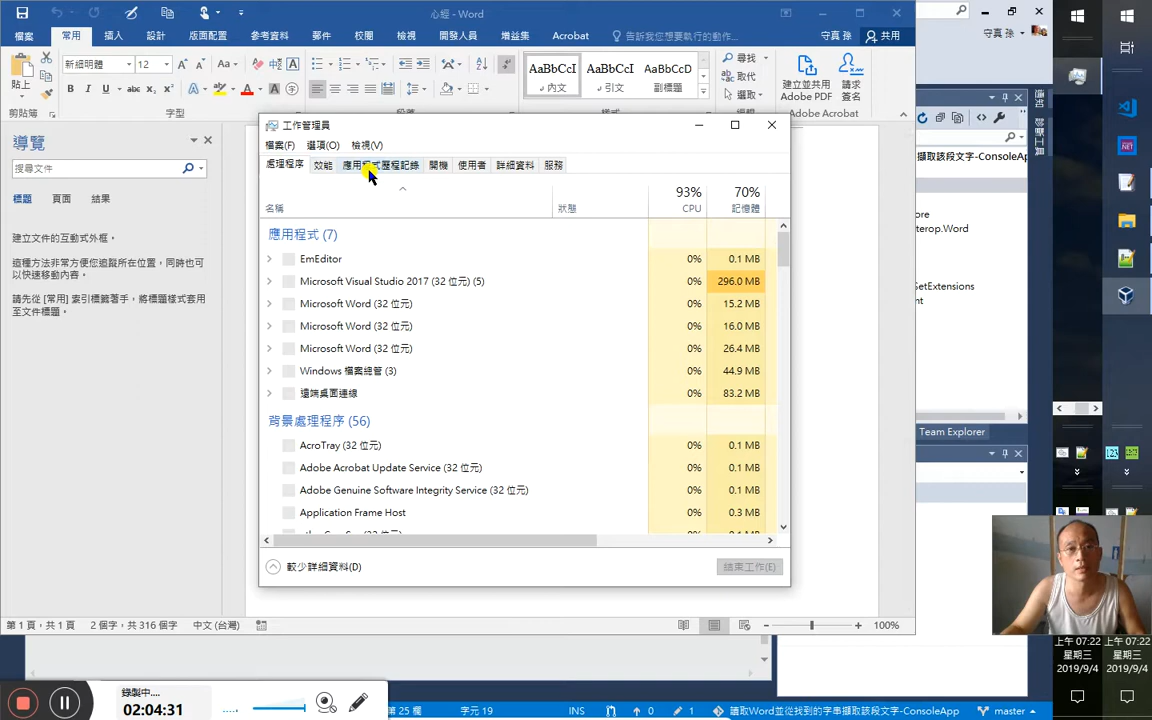 心經 - Word
檔案 常用 插入 設計 版面配置 參考資料 郵件 校閱 檢視 開發人員 增益集 Acrobat 告訴我您想要執行的動作... 守真 孫 共用
守真 孫
新細明體 12
貼上
剪貼簿 字型 段落 樣式
AaBbCcI AaBbCcI AaBbCcD
內文 引文 副標題
尋找
取代
選取
建立並共用
Adobe PDF
請求
簽名
Adobe Acrobat
導覽
搜尋文件
標題 頁面 結果
建立文件的互動式外框。
這種方法非常方便您追蹤所在位置，同時也可
以快速移動內容。
請先從 [常用] 索引標籤著手，將標題樣式套用
至文件標題。
工作管理員
檔案(F) 選項(O) 檢視(V)
處理程序 效能 應用程式歷程記錄 開機 使用者 詳細資料 服務
93% 70%
名稱 狀態 CPU 記憶體
應用程式 (7)
EmEditor 0% 0.1 MB
Microsoft Visual Studio 2017 (32 位元) (5) 0% 296.0 MB
Microsoft Word (32 位元) 0% 15.2 MB
Microsoft Word (32 位元) 0% 16.0 MB
Microsoft Word (32 位元) 0% 26.4 MB
Windows 檔案總管 (3) 0% 44.9 MB
遠端桌面連線 0% 83.2 MB
背景處理程序 (56)
AcroTray (32 位元) 0% 0.1 MB
Adobe Acrobat Update Service (32 位元) 0% 0.1 MB
Adobe Genuine Software Integrity Service (32 位元) 0% 0.1 MB
Application Frame Host 0% 0.3 MB
較少詳細資料(D) 結束工作(E)
擷取該段文字-ConsoleAp
ore
terop.Word
GetExtensions
nt
Team Explorer
通知
診斷工具
第 1 頁，共 1 頁 2 個字，共 316 個字 中文 (台灣) 100%
錄製中...
02:04:31
第 25 欄 字元 19 INS 0 1 讀取Word並從找到的字串擷取該段文字-ConsoleApp master
上午 07:22 上午 07:22
星期三 星期三
2019/9/4 2019/9/4